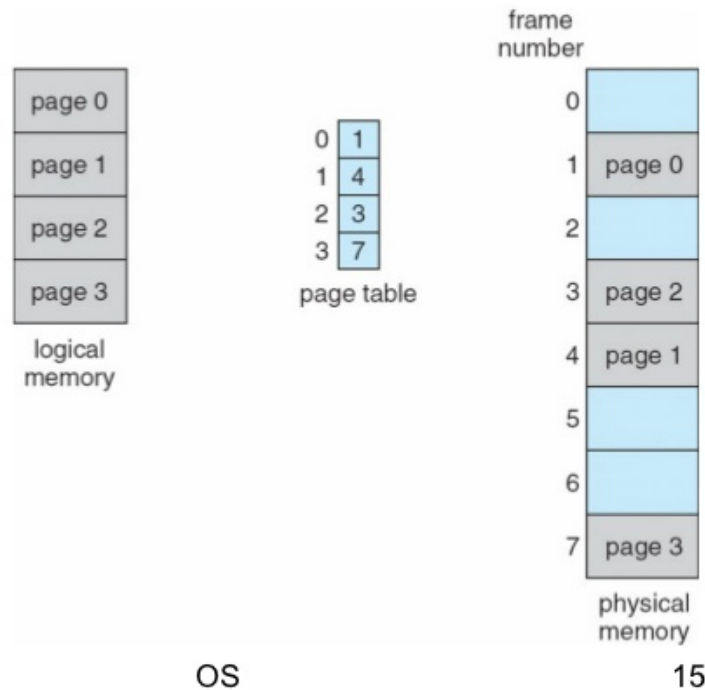 frame
number
page 0
page 1
page 2
page 3
logical
memory
0 1
1 4
2 3
3 7
page table
0
1 page 0
2
3 page 2
4 page 1
5
6
7 page 3
physical
memory
OS 15